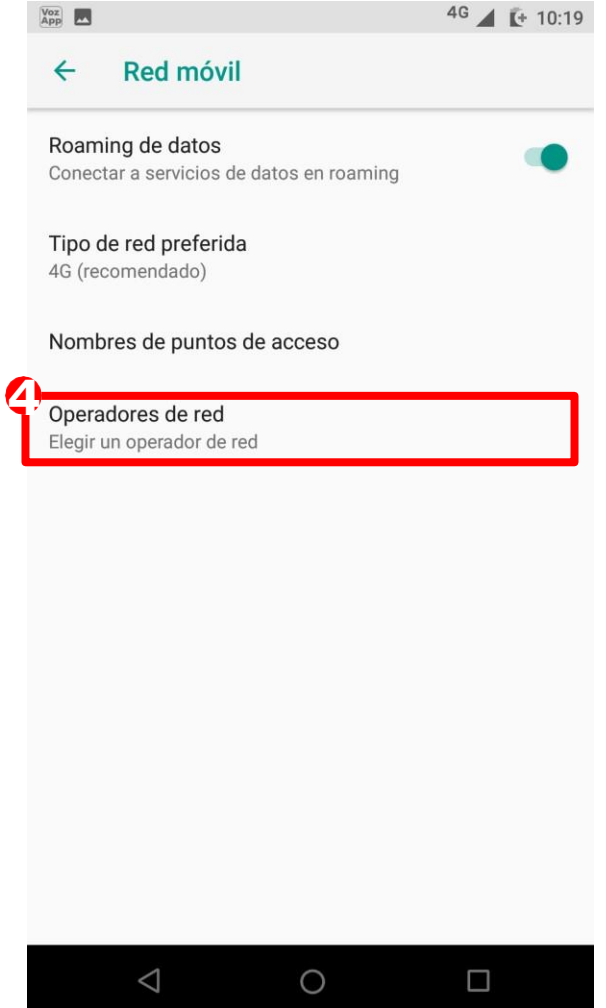 Voz App
4G 10:19
Red móvil
Roaming de datos
Conectar a servicios de datos en roaming
Tipo de red preferida
4G (recomendado)
Nombres de puntos de acceso
4
Operadores de red
Elegir un operador de red